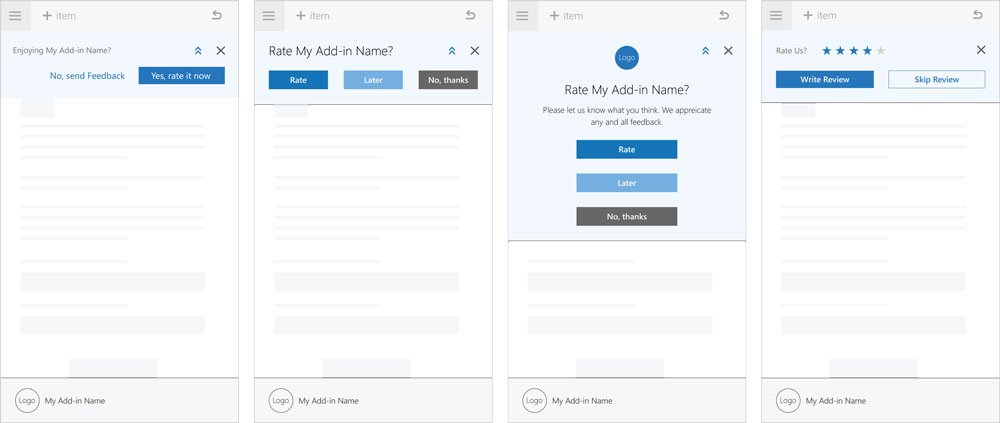 item
Enjoying My Add-in Name?
No, send Feedback
Yes, rate it now
Logo
My Add-in Name
item
Rate My Add-in Name?
Rate
Later
No, thanks
Logo
My Add-in Name
item
Logo
Rate My Add-in Name?
Please let us know what you think. We appreicate
any and all feedback.
Rate
Later
No, thanks
Logo
My Add-in Name
item
Rate Us?
Write Review
Skip Review
Logo
My Add-in Name